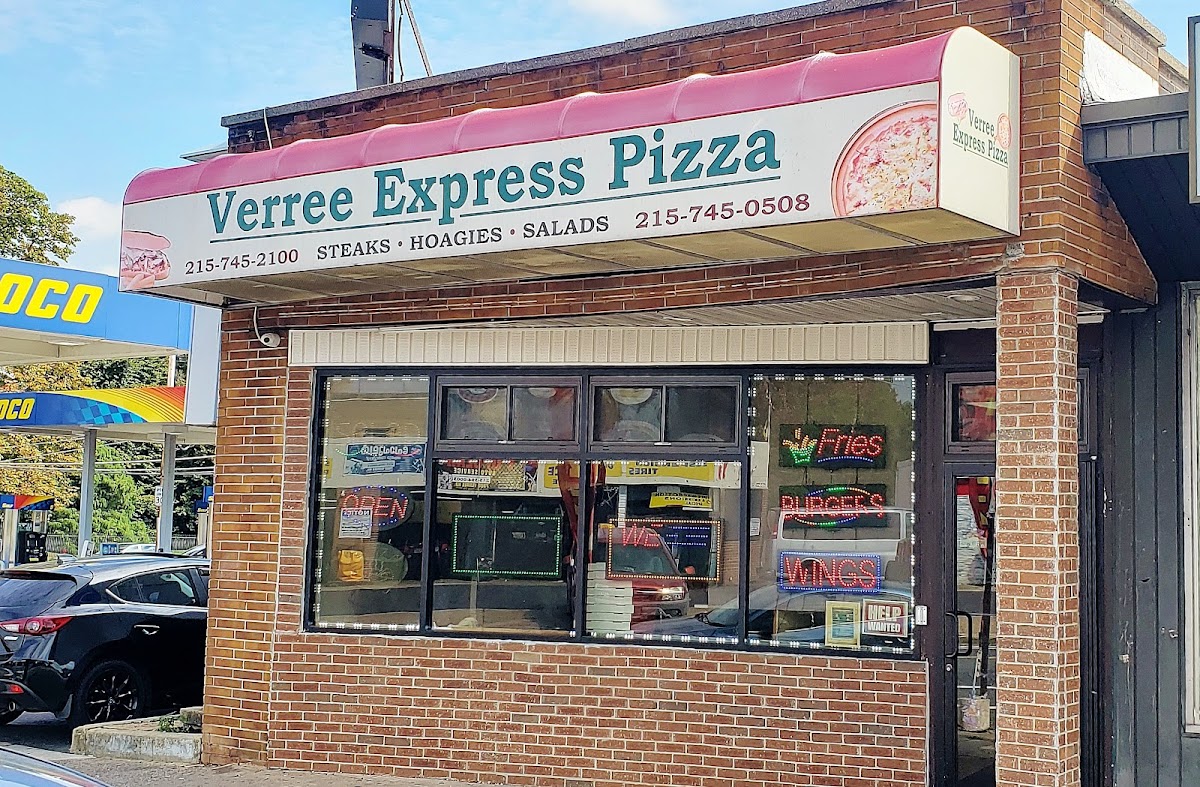 Verree Express Pizza
215-745-2100 STEAKS • HOAGIES • SALADS 215-745-0508
Verree
Express Pizza
OCO
OCO
OPEN
NOTICE
Fries
BURGERS
WINGS
HELP
WANTED